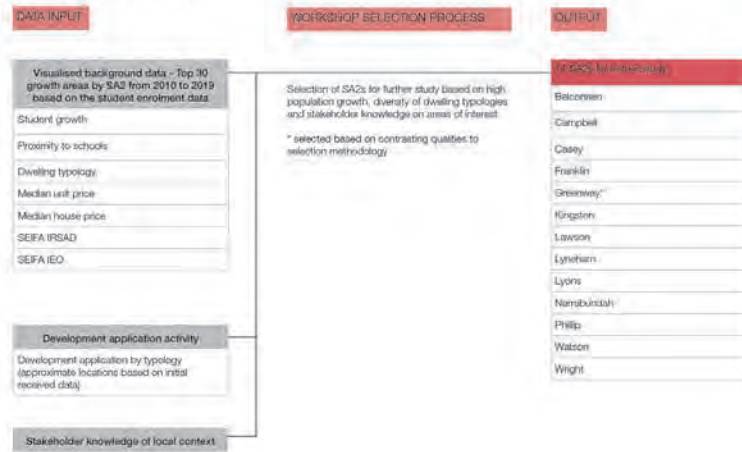 DATA INPUT
Visualised background data - Top 30
growth areas by SA2 from 2010 to 2019
based on the student enrolment data
Student growth
Proximity to schools
Dwelling typology
Median unit price
Median house price
SEIFA IRSAD
SEIFA IEO
Development application activity
Development application by typology
(approximate locations based on initial
received data)
Stakeholder knowledge of local context
WORKSHOP SELECTION PROCESS
Selection of SA2s for further study based on high
population growth, diversity of dwelling typologies
and stakeholder knowledge on areas of interest
* selected based on contrasting qualities to
selection methodology
OUTPUT
SA2s for further study
Belconnen
Campbell
Casey
Franklin
Greenway*
Kingston
Lawson
Lyneham
Lyons
Narrabundah
Phillip
Watson
Wright